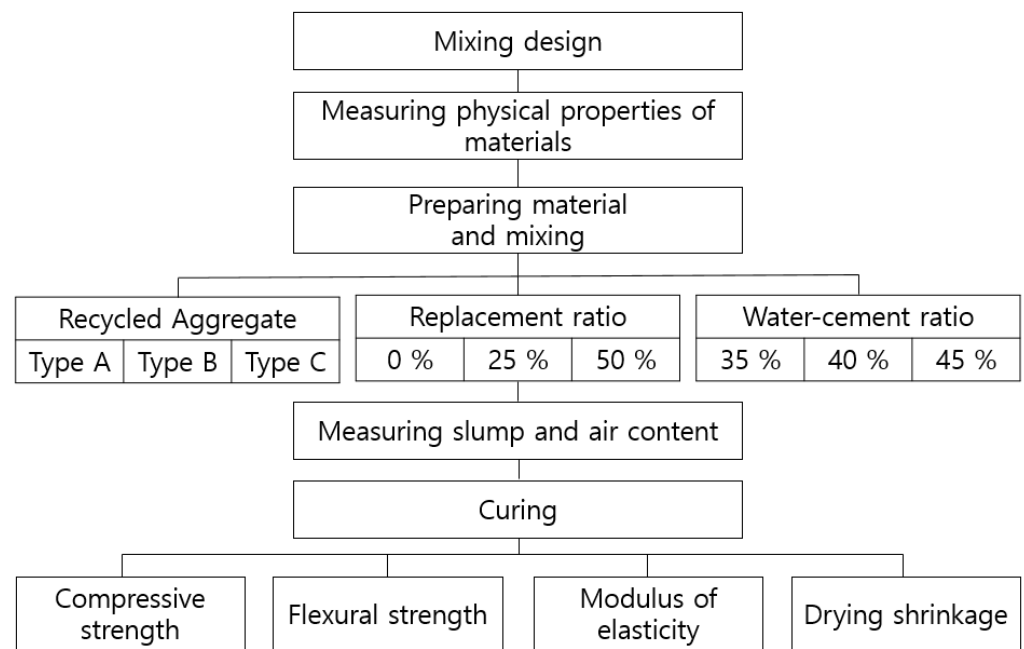 Mixing design
Measuring physical properties of
materials
Preparing material
and mixing
Recycled Aggregate
Type A Type B Type C
Replacement ratio
0 % 25 % 50 %
Water-cement ratio
35 % 40 % 45 %
Measuring slump and air content
Curing
Compressive
strength
Flexural strength
Modulus of
elasticity
Drying shrinkage